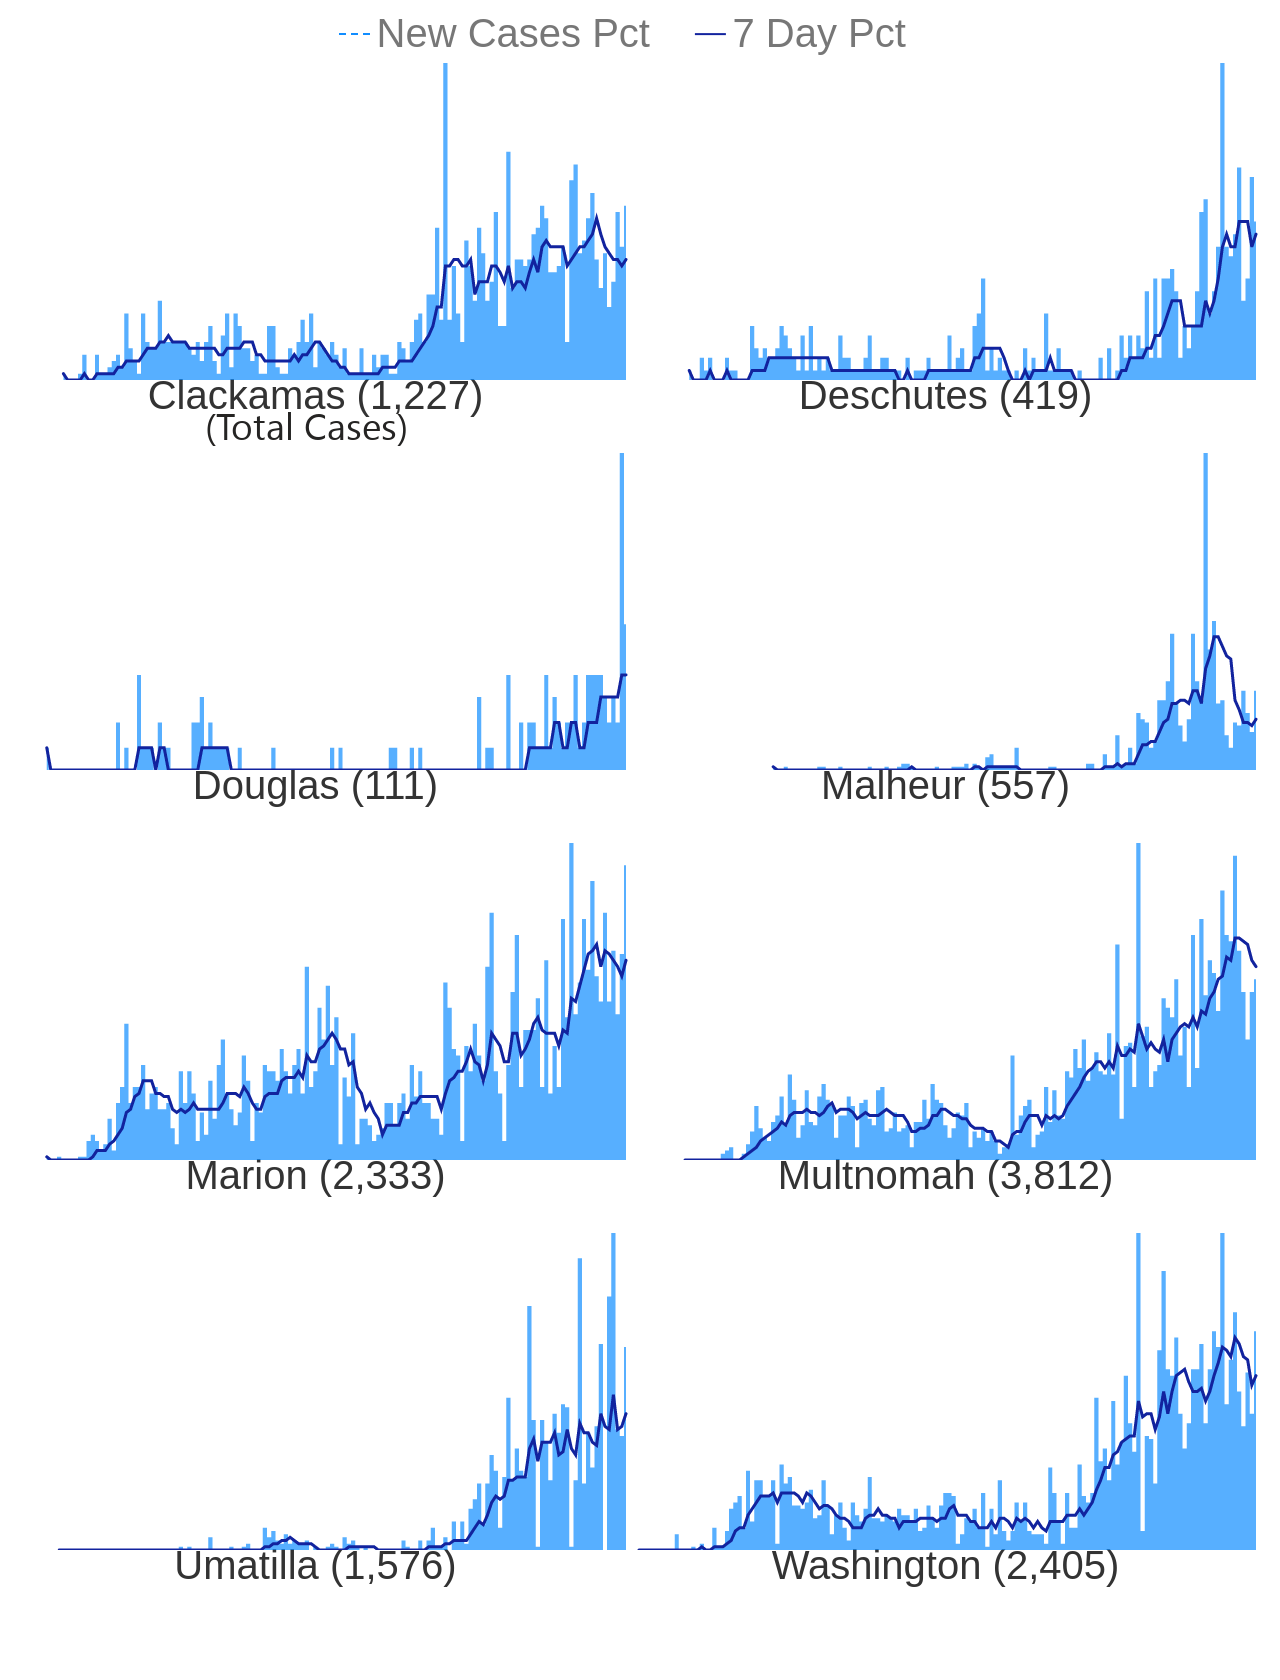 New Cases Pct 7 Day Pct
Clackamas (1,227) Deschutes (419)
(Total Cases)
Douglas (111) Malheur (557)
Marion (2,333) Multnomah (3,812)
Umatilla (1,576) Washington (2,405)